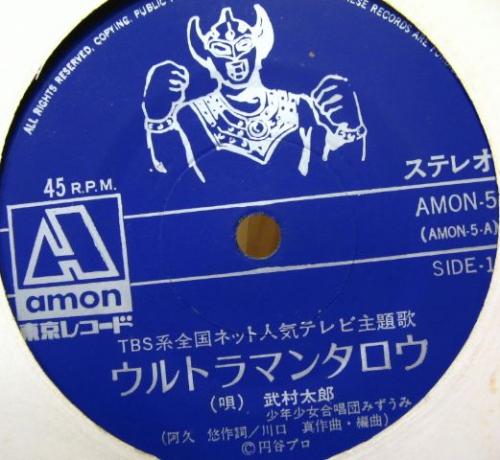 ALL RIGHTS RESERVED. COPYING, PUBLIC
ESE RECORDS ARE
45 R.P.M.
ステレオ
AMON-5
(AMON-5-A)
SIDE-1
amon
東京レコード
TBS系全国ネット人気テレビ主題歌
ウルトラマンタロウ
(唄) 武村太郎
少年少女合唱団みずうみ
(阿久 悠作詞/川口 真作曲・編曲)
©円谷プロ